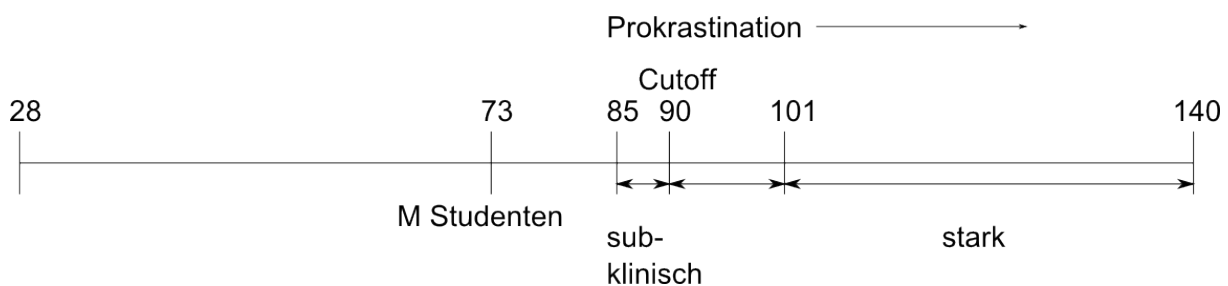 Prokrastination
Cutoff
28 73 85 90 101 140
M Studenten
sub-
klinisch
stark